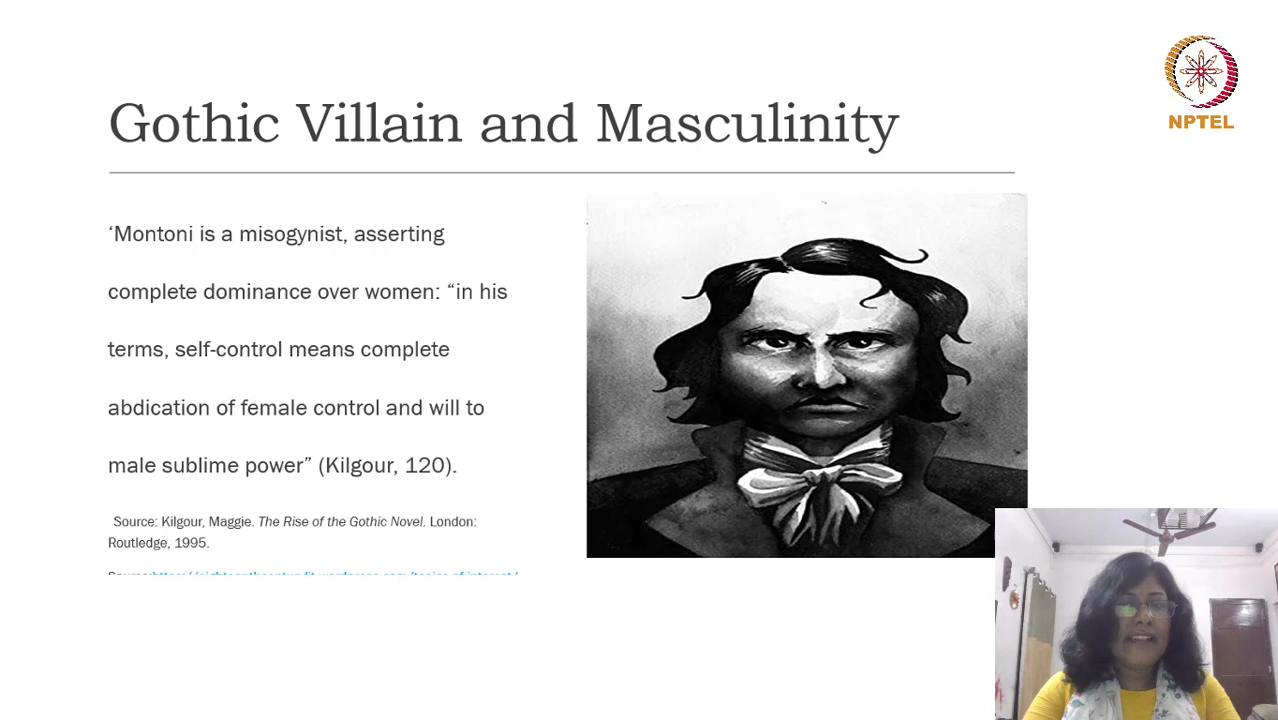 Gothic Villain and Masculinity
NPTEL
‘Montoni is a misogynist, asserting
complete dominance over women: “in his
terms, self-control means complete
abdication of female control and will to
male sublime power” (Kilgour, 120).
Source: Kilgour, Maggie. The Rise of the Gothic Novel. London:
Routledge, 1995.